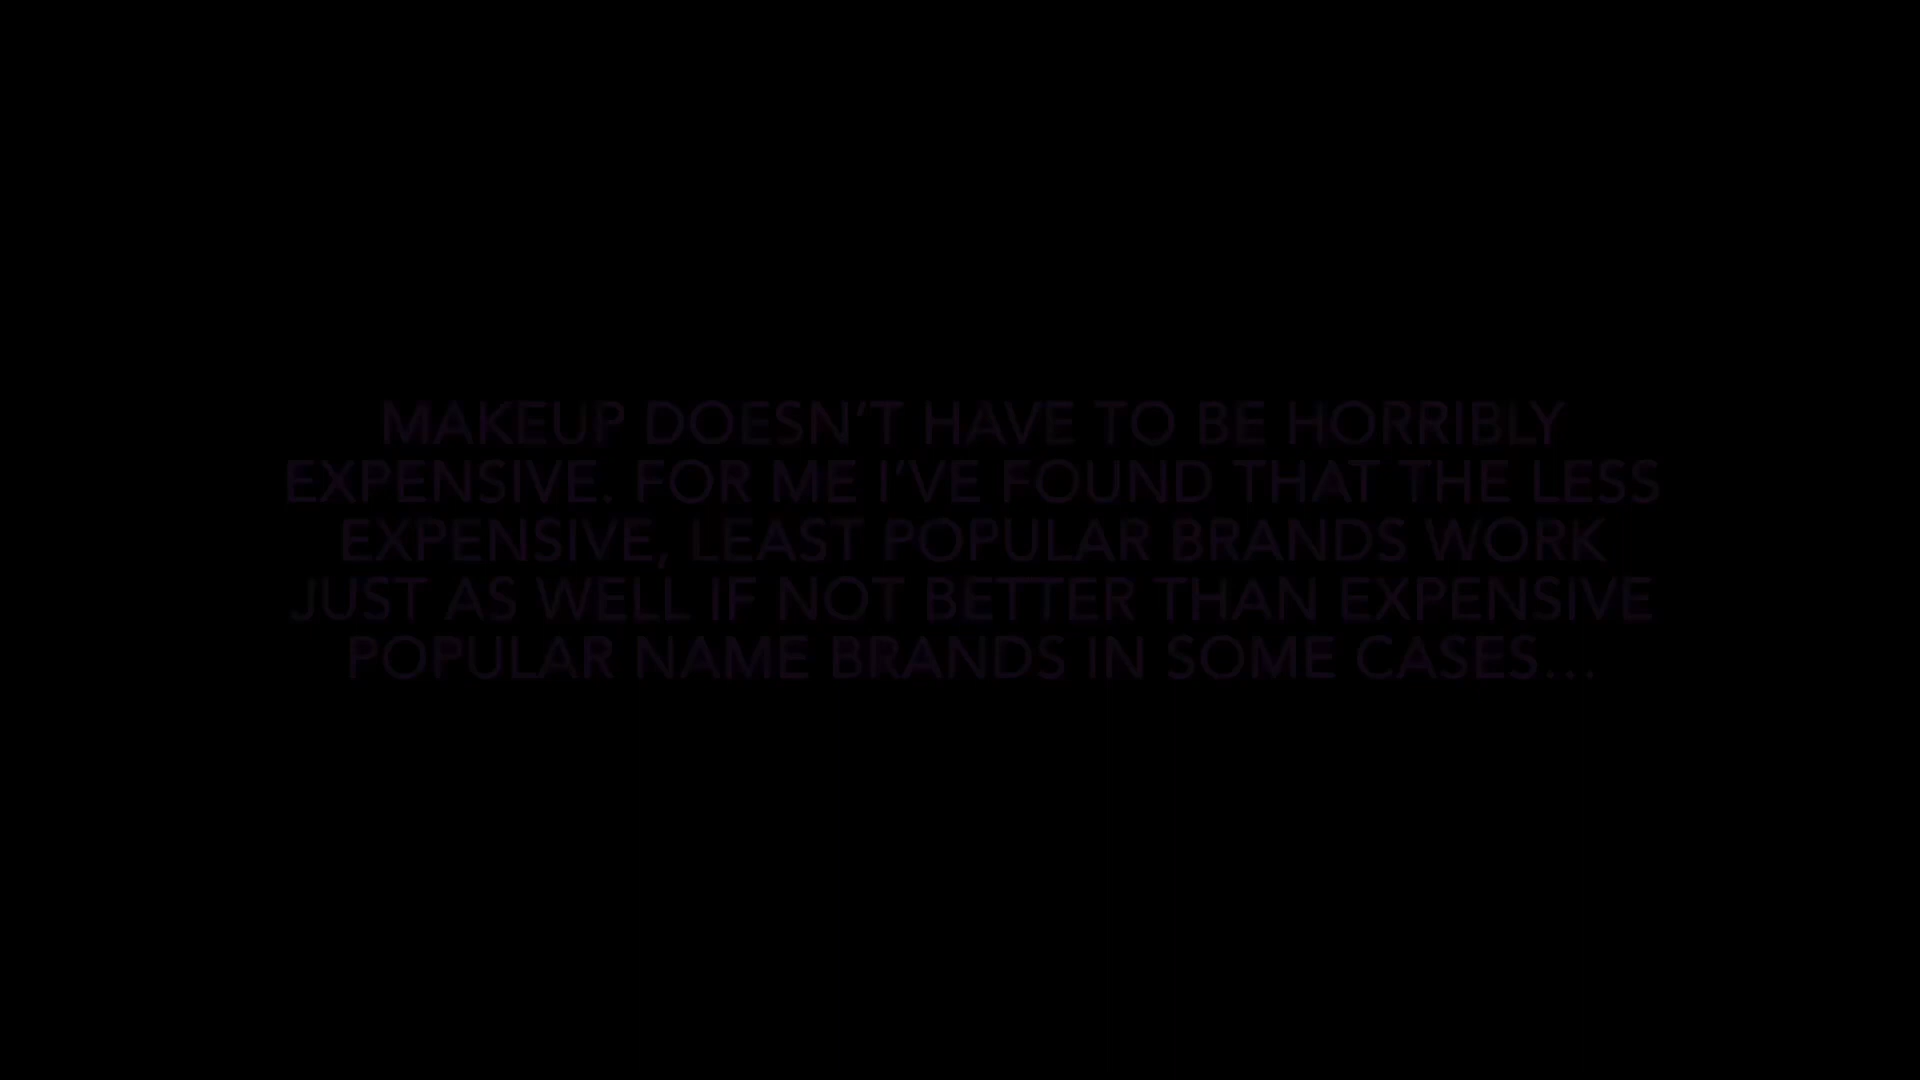 MAKEUP DOESN'T HAVE TO BE HORRIBLY
EXPENSIVE. FOR ME I'VE FOUND THAT THE LESS
EXPENSIVE, LEAST POPULAR BRANDS WORK
JUST AS WELL IF NOT BETTER THAN EXPENSIVE
POPULAR NAME BRANDS IN SOME CASES...